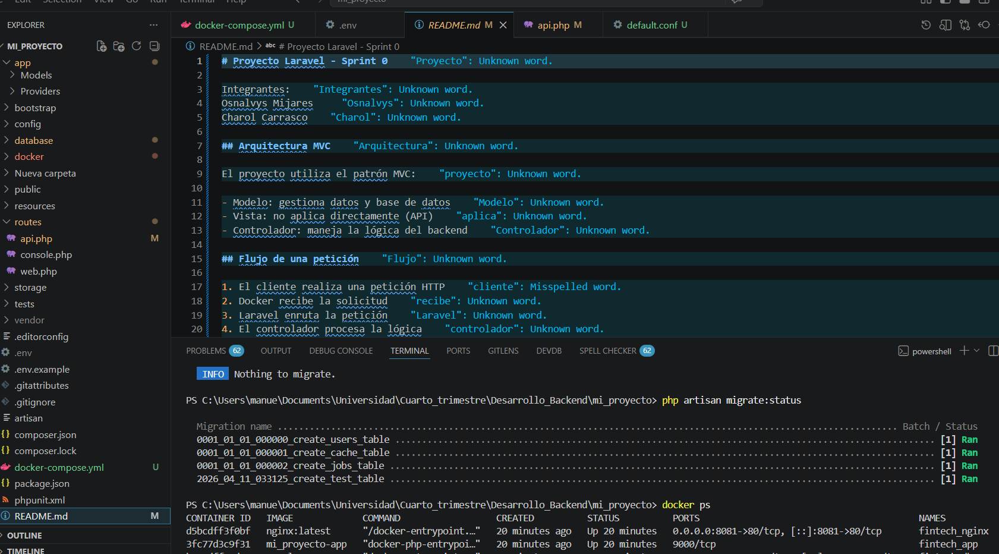 Edit Selection View Go Run Terminal Help
mi_proyecto
EXPLORER
MI_PROYECTO
app
Models
Providers
bootstrap
config
database
docker
Nueva carpeta
public
resources
routes
api.php M
console.php
web.php
storage
tests
vendor
.editorconfig
.env
.env.example
.gitattributes
.gitignore
artisan
composer.json
composer.lock
docker-compose.yml U
package.json
phpunit.xml
README.md M
OUTLINE
TIMELINE
docker-compose.yml U .env README.md M api.php M default.conf U
README.md > abc # Proyecto Laravel - Sprint 0
1 # Proyecto Laravel - Sprint 0 "Proyecto": Unknown word.
2
3 Integrantes: "Integrantes": Unknown word.
4 Osnalvys Mijares "Osnalvys": Unknown word.
5 Charol Carrasco "Charol": Unknown word.
6
7 ## Arquitectura MVC "Arquitectura": Unknown word.
8
9 El proyecto utiliza el patrón MVC: "proyecto": Unknown word.
10
11 - Modelo: gestiona datos y base de datos "Modelo": Unknown word.
12 - Vista: no aplica directamente (API) "aplica": Unknown word.
13 - Controlador: maneja la lógica del backend "Controlador": Unknown word.
14
15 ## Flujo de una petición "Flujo": Unknown word.
16
17 1. El cliente realiza una petición HTTP "cliente": Misspelled word.
18 2. Docker recibe la solicitud "recibe": Unknown word.
19 3. Laravel enruta la petición "Laravel": Unknown word.
20 4. El controlador procesa la lógica "controlador": Unknown word.
PROBLEMS 62 OUTPUT DEBUG CONSOLE TERMINAL PORTS GITLENS DEVDB SPELL CHECKER 62 powershell
INFO Nothing to migrate.
PS C:\Users\manue\Documents\Universidad\Cuarto_trimestre\Desarrollo_Backend\mi_proyecto> php artisan migrate:status
Migration name ............................................................................................................. Batch / Status
0001_01_01_000000_create_users_table ............................................................................................... [1] Ran
0001_01_01_000001_create_cache_table ............................................................................................... [1] Ran
0001_01_01_000002_create_jobs_table ................................................................................................ [1] Ran
2026_04_11_033125_create_test_table ................................................................................................ [1] Ran
PS C:\Users\manue\Documents\Universidad\Cuarto_trimestre\Desarrollo_Backend\mi_proyecto> docker ps
CONTAINER ID IMAGE COMMAND CREATED STATUS PORTS NAMES
d5bcdff3f0bf nginx:latest "/docker-entrypoint.…" 20 minutes ago Up 20 minutes 0.0.0.0:8081->80/tcp, [::]:8081->80/tcp fintech_nginx
3fc77d3c9f31 mi_proyecto-app "docker-php-entrypoi…" 20 minutes ago Up 20 minutes 9000/tcp fintech_app